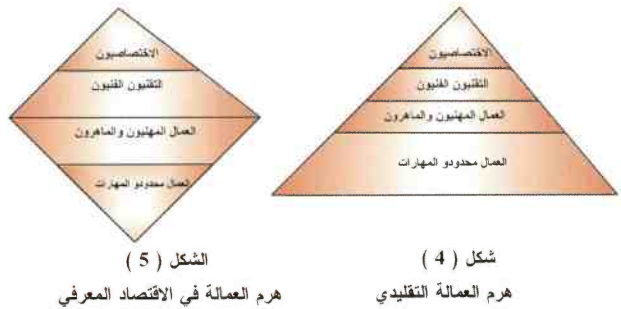 الاختصاصيون
التقنيون الفنيون
العمال المهنيون والماهرون
العمال محدودو المهارات
شكل ( 4 )
هرم العمالة التقليدي
الاختصاصيون
التقنيون الفنيون
العمال المهنيون والماهرون
العمال محدودو المهارات
الشكل ( 5 )
هرم العمالة في الاقتصاد المعرفي